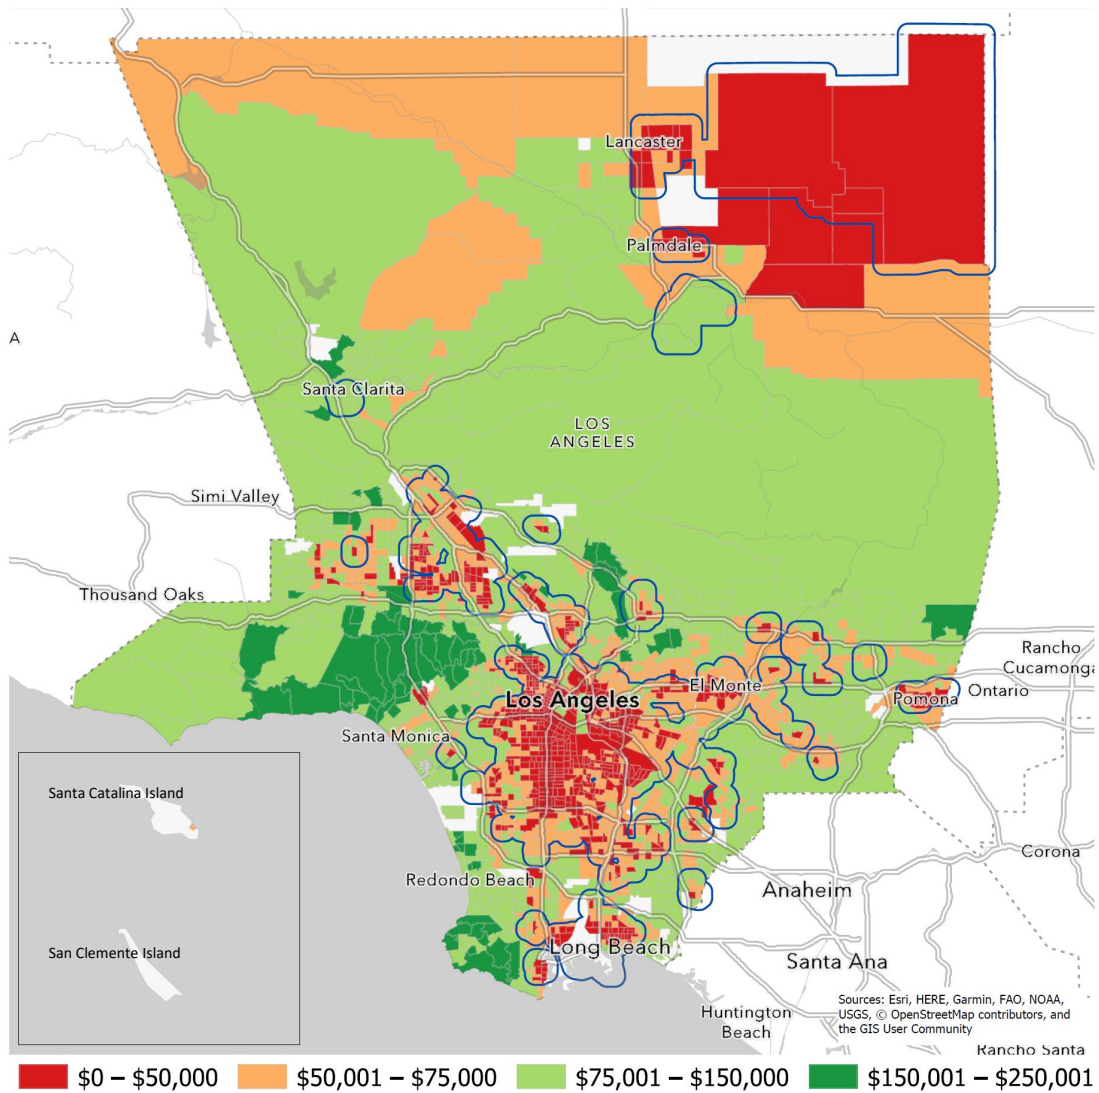 Lancaster
Palmdale
A
Santa Clarita
LOS
ANGELES
Simi Valley
Thousand Oaks
Rancho
Cucamonga
El Monte
Ontario
Los Angeles
Pomona
Santa Monica
Santa Catalina Island
Corona
Redondo Beach
Anaheim
San Clemente Island
Long Beach
Santa Ana
Sources: Esri, HERE, Garmin, FAO, NOAA,
USGS, © OpenStreetMap contributors, and
the GIS User Community
Huntington
Beach
Rancho Santa
$0 – $50,000
$50,001 – $75,000
$75,001 – $150,000
$150,001 – $250,001